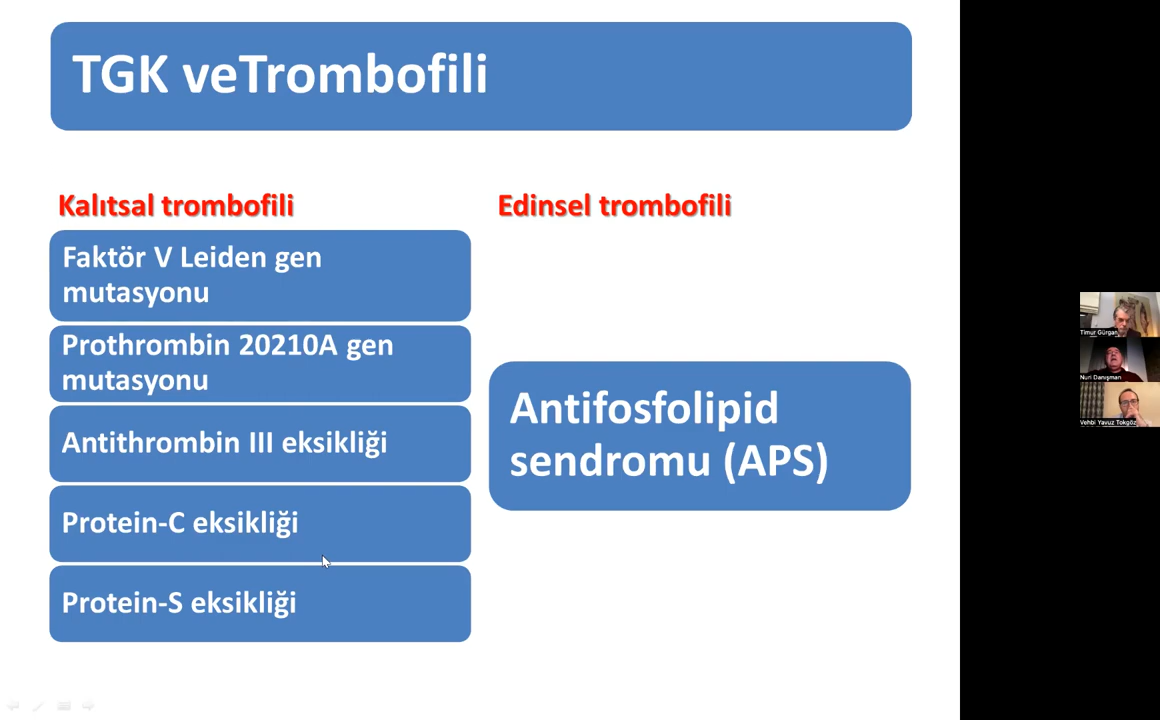 TGK veTrombofili
Kalıtsal trombofili
Faktör V Leiden gen
mutasyonu
Prothrombin 20210A gen
mutasyonu
Antithrombin III eksikliği
Protein-C eksikliği
Protein-S eksikliği
Edinsel trombofili
Antifosfolipid
sendromu (APS)
Timur Gürgan
Nuri Danışman
Vehbi Yavuz Tokgöz